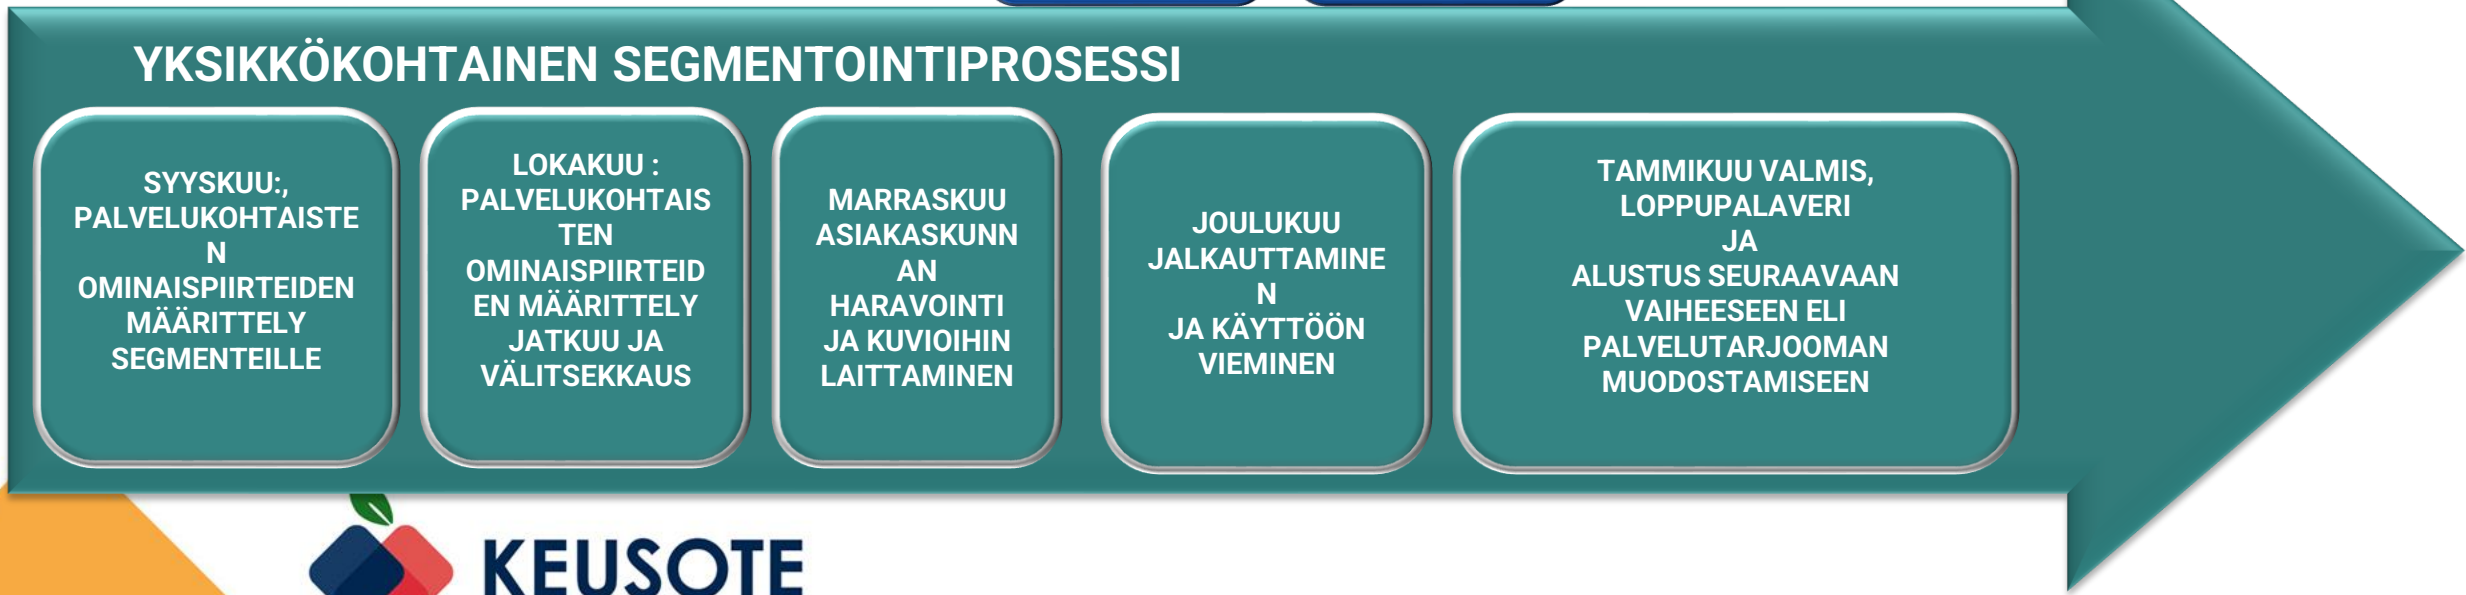 YKSIKKÖKOHTAINEN SEGMENTOINTIPROSESSI
SYYSKUU:,
PALVELUKOHTAISTE
N
OMINAISPIIRTEIDEN
MÄÄRITTELY
SEGMENTEILLE
LOKAKUU :
PALVELUKOHTAIS
TEN
OMINAISPIIRTEID
EN MÄÄRITTELY
JATKUU JA
VÄLITSEKKAUS
MARRASKUU
ASIAKASKUNN
AN
HARAVOINTI
JA KUVIOIHIN
LAITTAMINEN
JOULUKUU
JALKAUTTAMINE
N
JA KÄYTTÖÖN
VIEMINEN
TAMMIKUU VALMIS,
LOPPUPALAVERI
JA
ALUSTUS SEURAAVAAN
VAIHEESEEN ELI
PALVELUTARJOOMAN
MUODOSTAMISEEN
KEUSOTE